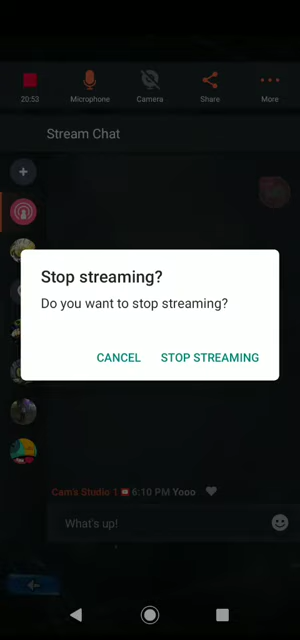 20:53
Microphone
Camera
Share
More
Stream Chat
Stop streaming?
Do you want to stop streaming?
CANCEL
STOP STREAMING
Cam's Studio 1 6:10 PM Yooo
What's up!